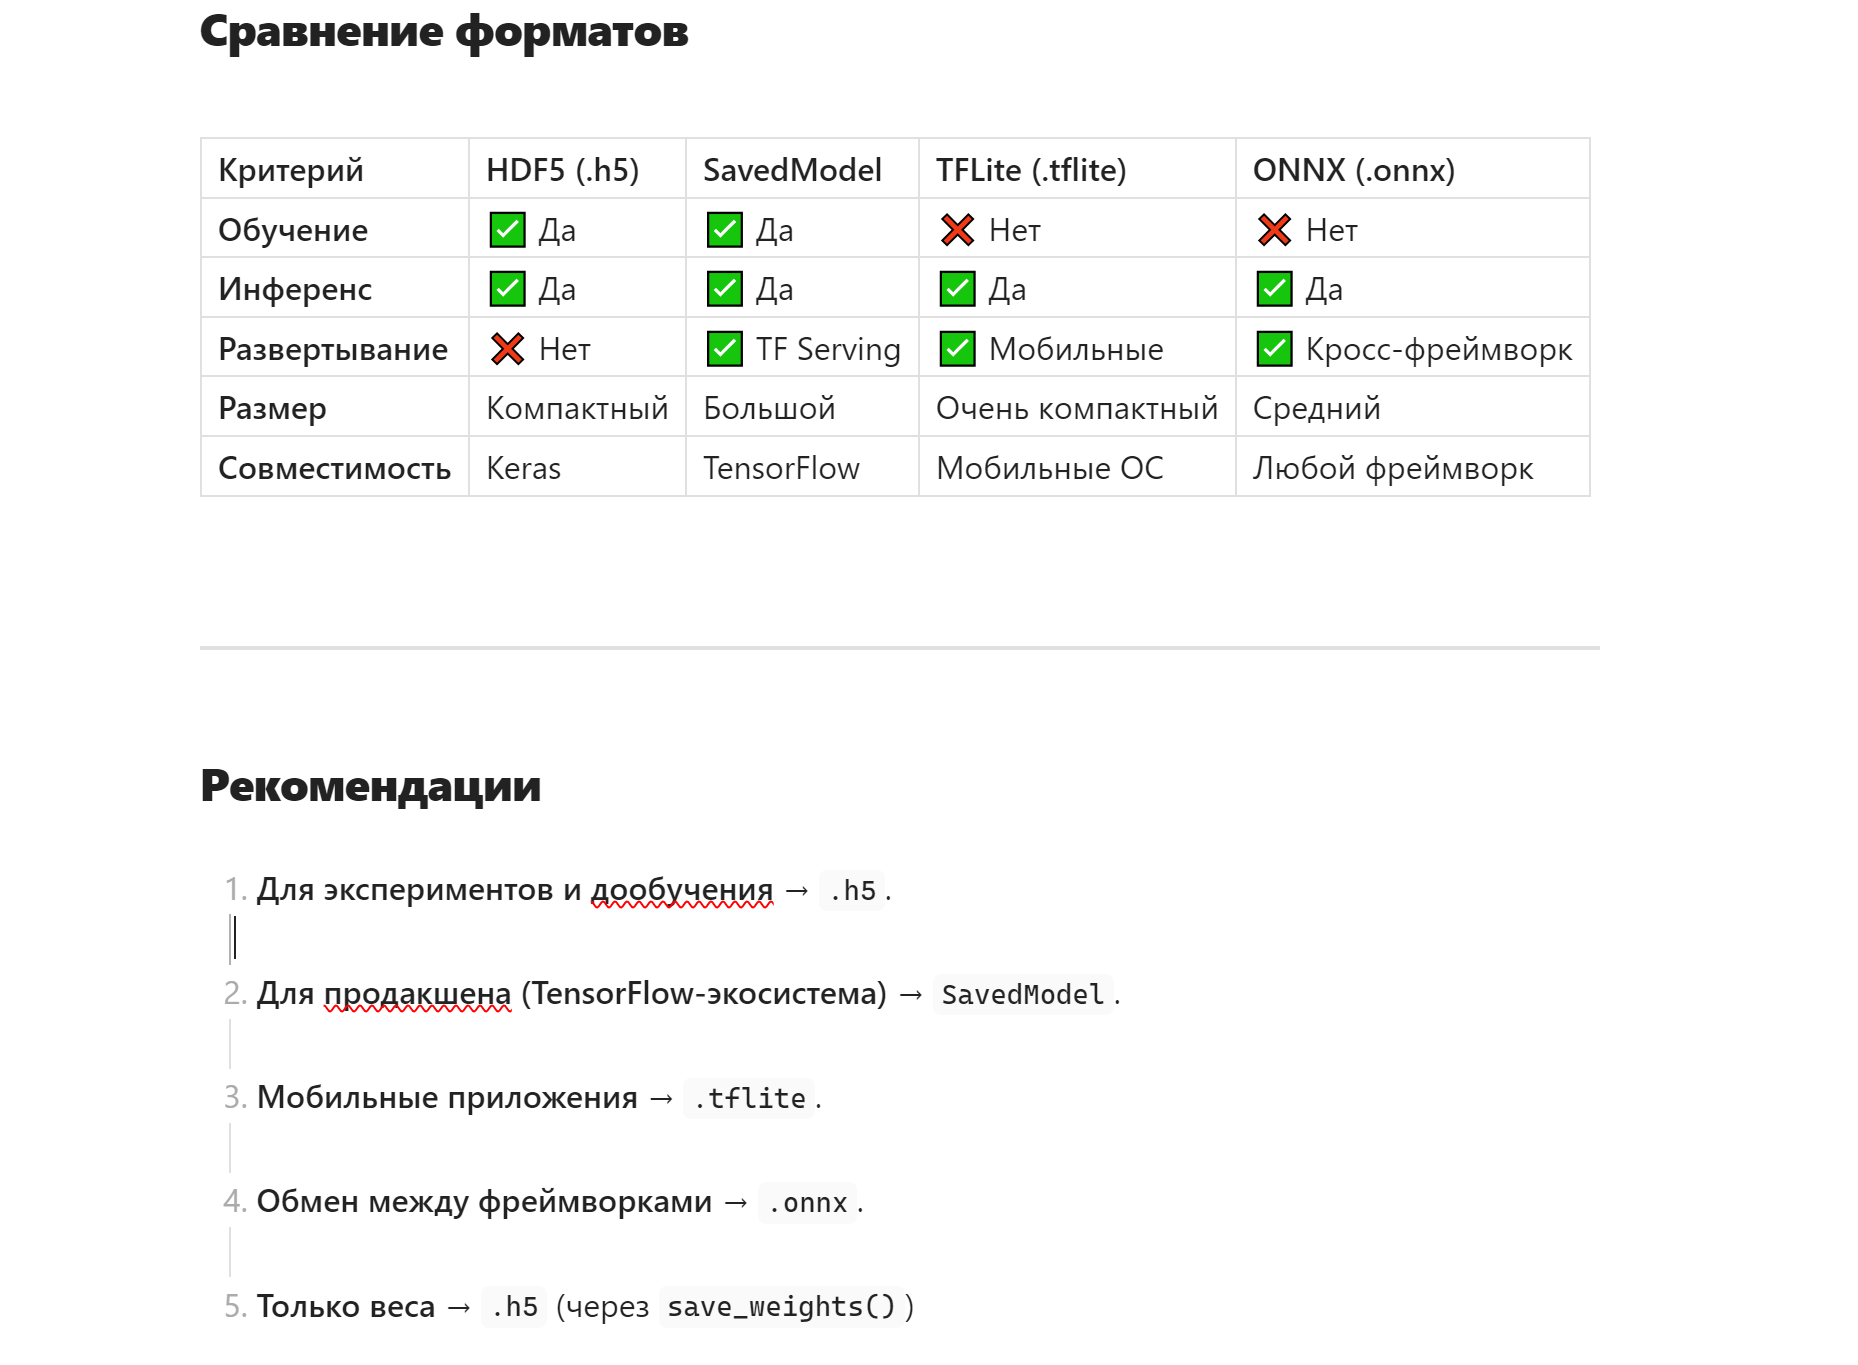 Сравнение форматов
Критерий HDF5 (.h5) SavedModel TFLite (.tflite) ONNX (.onnx)
Обучение ✅ Да ✅ Да ❌ Нет ❌ Нет
Инференс ✅ Да ✅ Да ✅ Да ✅ Да
Развертывание ❌ Нет ✅ TF Serving ✅ Мобильные ✅ Кросс-фреймворк
Размер Компактный Большой Очень компактный Средний
Совместимость Keras TensorFlow Мобильные ОС Любой фреймворк
Рекомендации
1. Для экспериментов и дообучения → .h5.
2. Для продакшена (TensorFlow-экосистема) → SavedModel.
3. Мобильные приложения → .tflite.
4. Обмен между фреймворками → .onnx.
5. Только веса → .h5 (через save_weights())